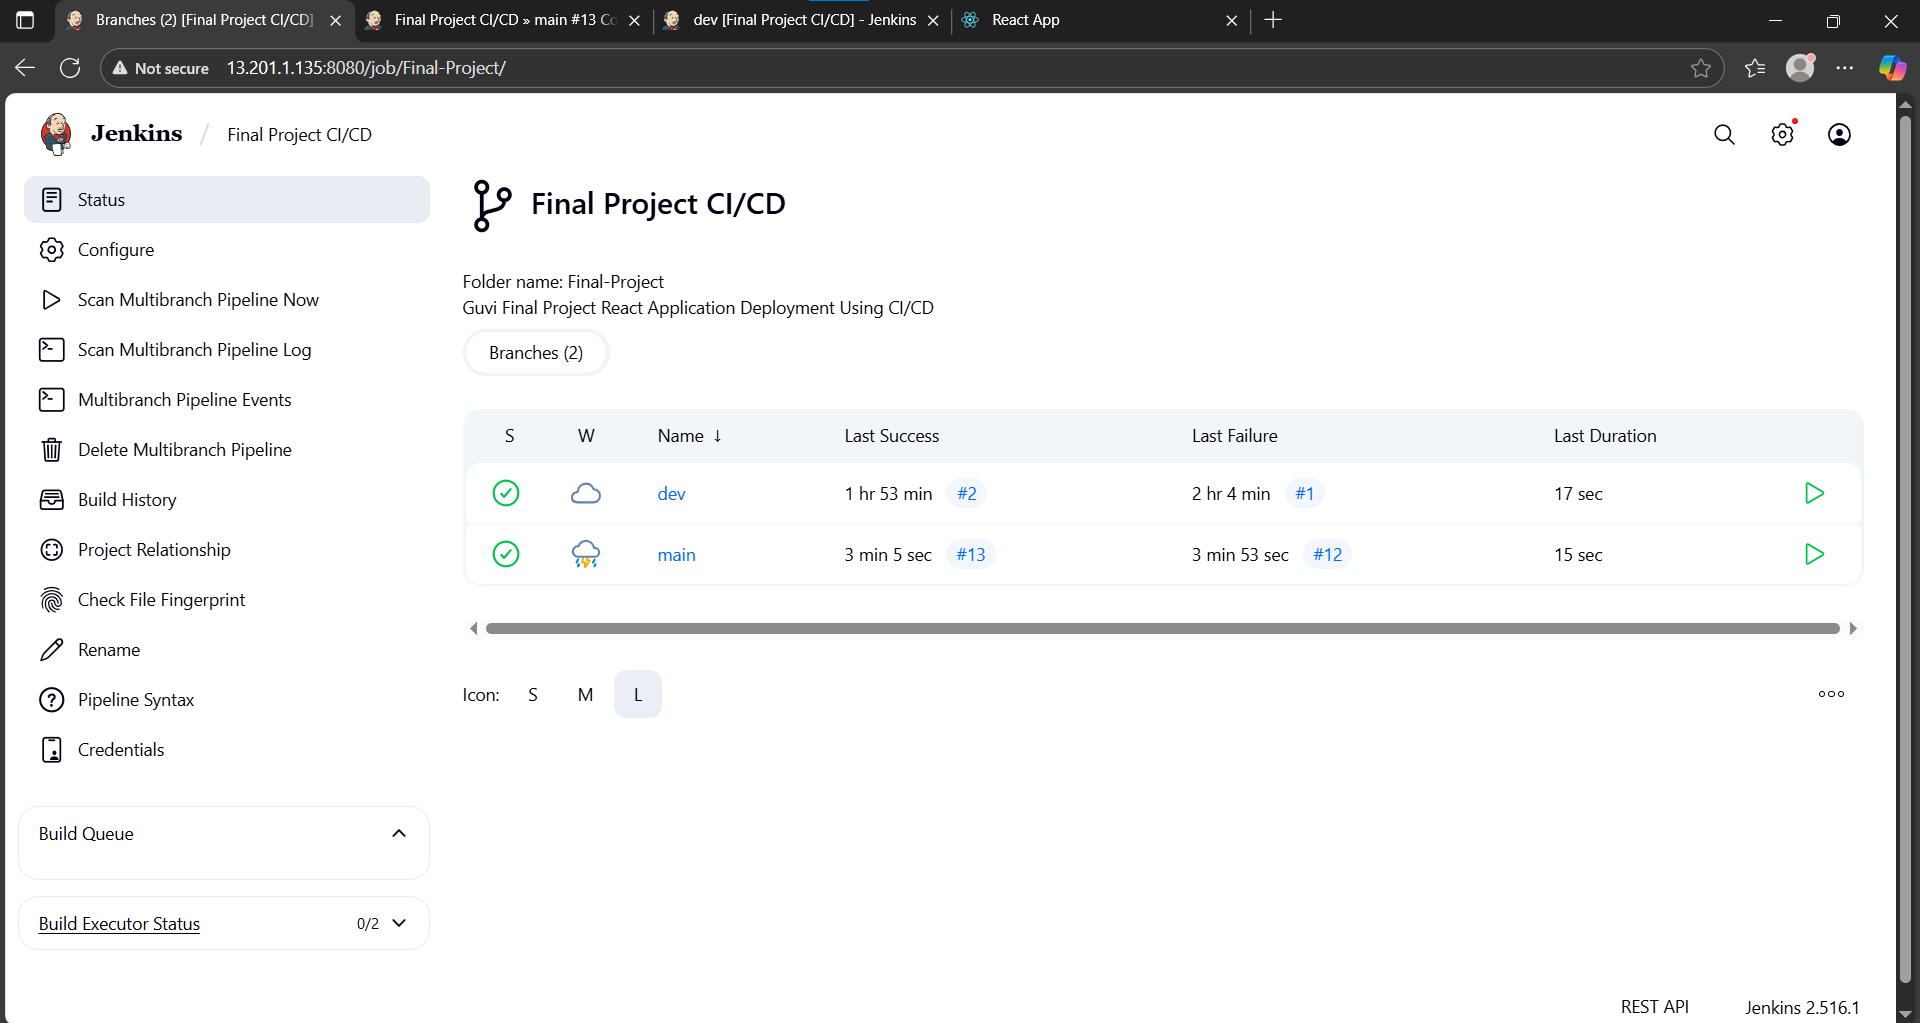 Branches (2) [Final Project CI/CD]
Final Project CI/CD » main #13 Co
dev [Final Project CI/CD] - Jenkins
React App
Not secure 13.201.1.135:8080/job/Final-Project/
Jenkins / Final Project CI/CD
Status
Configure
Scan Multibranch Pipeline Now
Scan Multibranch Pipeline Log
Multibranch Pipeline Events
Delete Multibranch Pipeline
Build History
Project Relationship
Check File Fingerprint
Rename
Pipeline Syntax
Credentials
Build Queue
Build Executor Status 0/2
Final Project CI/CD
Folder name: Final-Project
Guvi Final Project React Application Deployment Using CI/CD
Branches (2)
S W Name ↓ Last Success Last Failure Last Duration
dev 1 hr 53 min #2 2 hr 4 min #1 17 sec
main 3 min 5 sec #13 3 min 53 sec #12 15 sec
Icon: S M L
REST API Jenkins 2.516.1